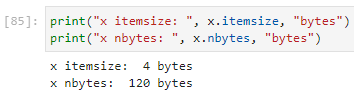 [85]: print("x itemsize: ", x.itemsize, "bytes")
print("x nbytes: ", x.nbytes, "bytes")
x itemsize:  4 bytes
x nbytes:  120 bytes